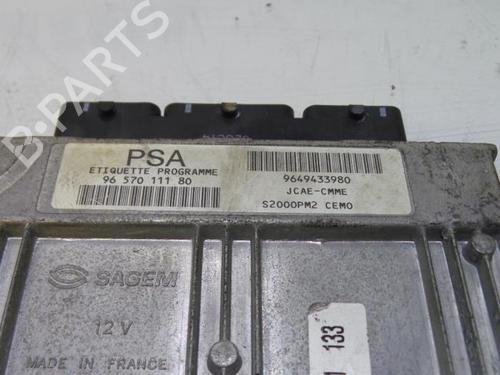 B-PARTS
PSA
ETIQUETTE PROGRAMME
96 570 111 80
9649433980
JCAE-CMME
S2000PM2 CEMO
SAGEM
12 V
MADE IN FRANCE
133